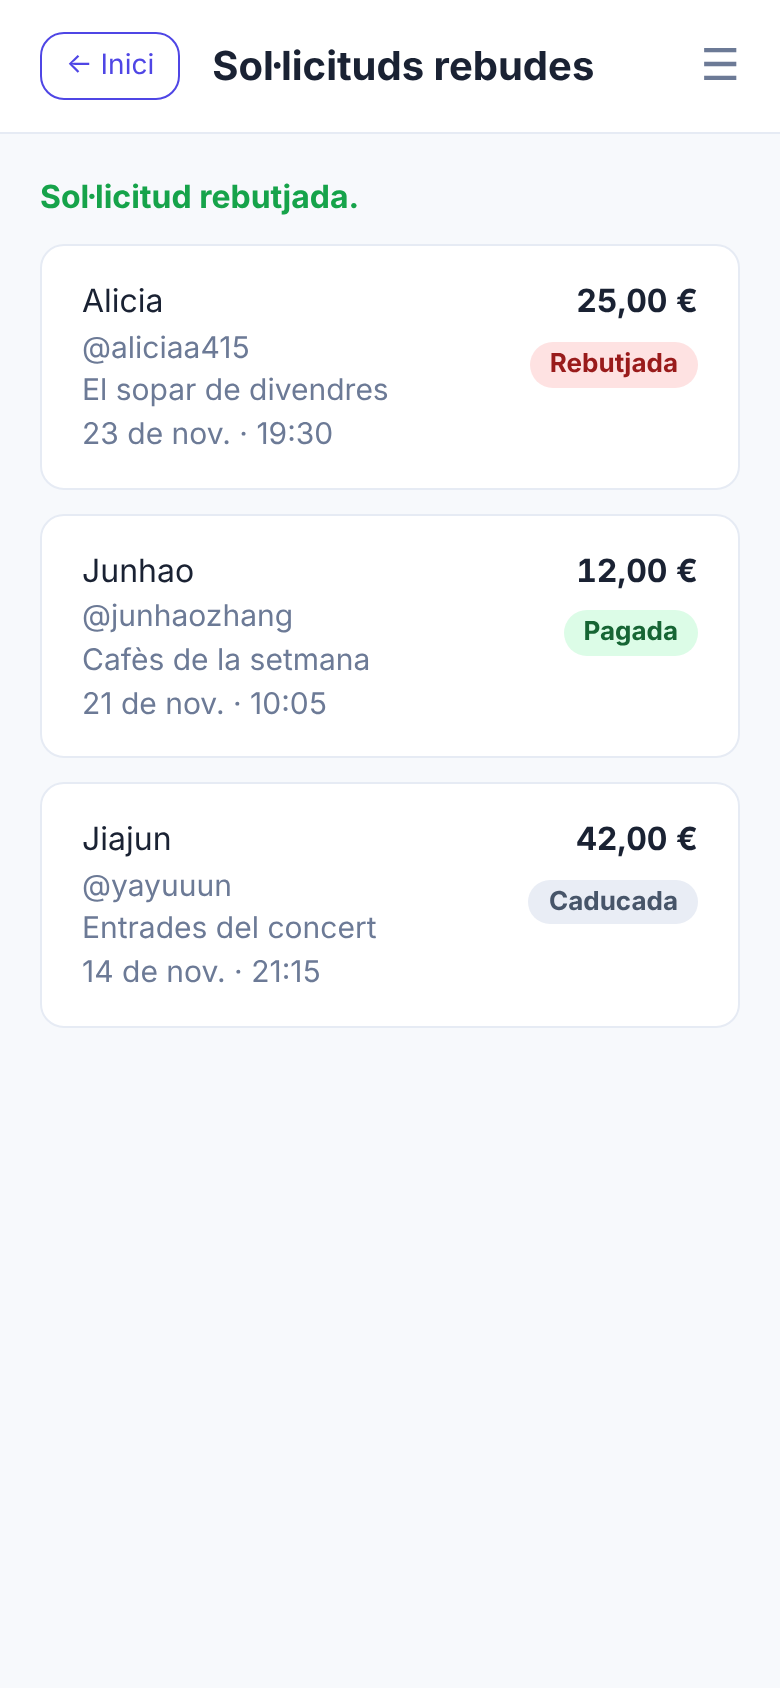 ← Inici
Sol·licituds rebudes
Sol·licitud rebutjada.
Alicia
25,00 €
@aliciaa415
Rebutjada
El sopar de divendres
23 de nov. · 19:30
Junhao
12,00 €
@junhaozhang
Pagada
Cafès de la setmana
21 de nov. · 10:05
Jiajun
42,00 €
@yayuuun
Caducada
Entrades del concert
14 de nov. · 21:15